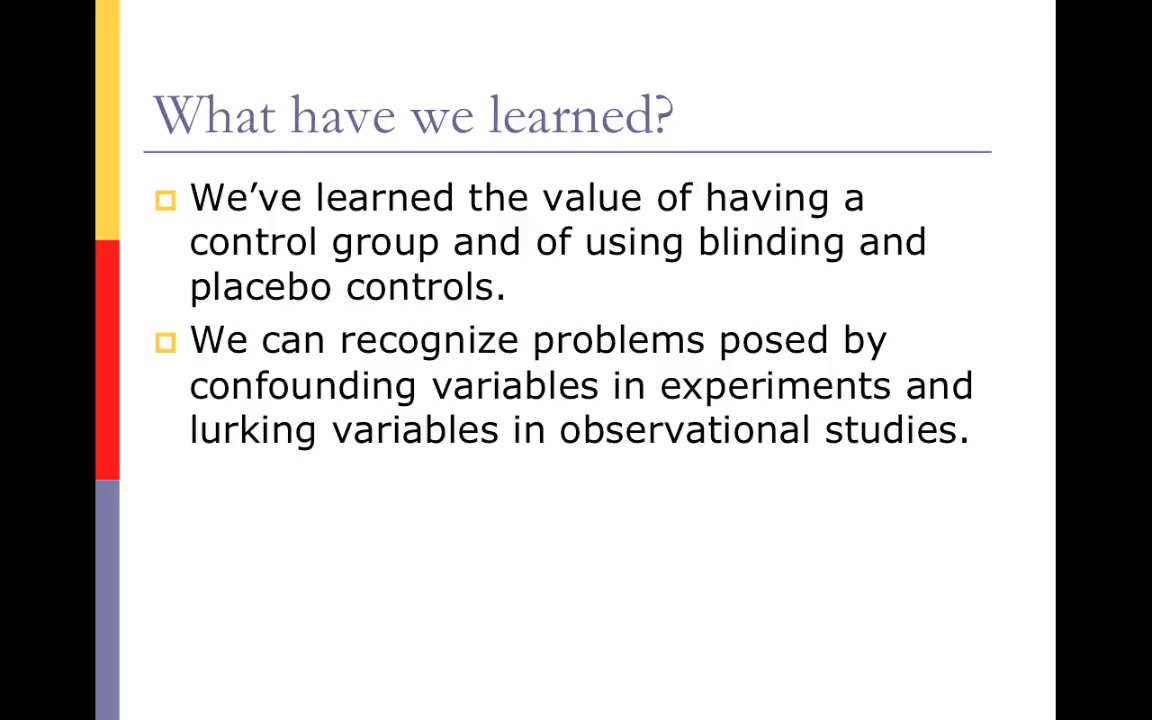 What have we learned?
We’ve learned the value of having a
control group and of using blinding and
placebo controls.
We can recognize problems posed by
confounding variables in experiments and
lurking variables in observational studies.